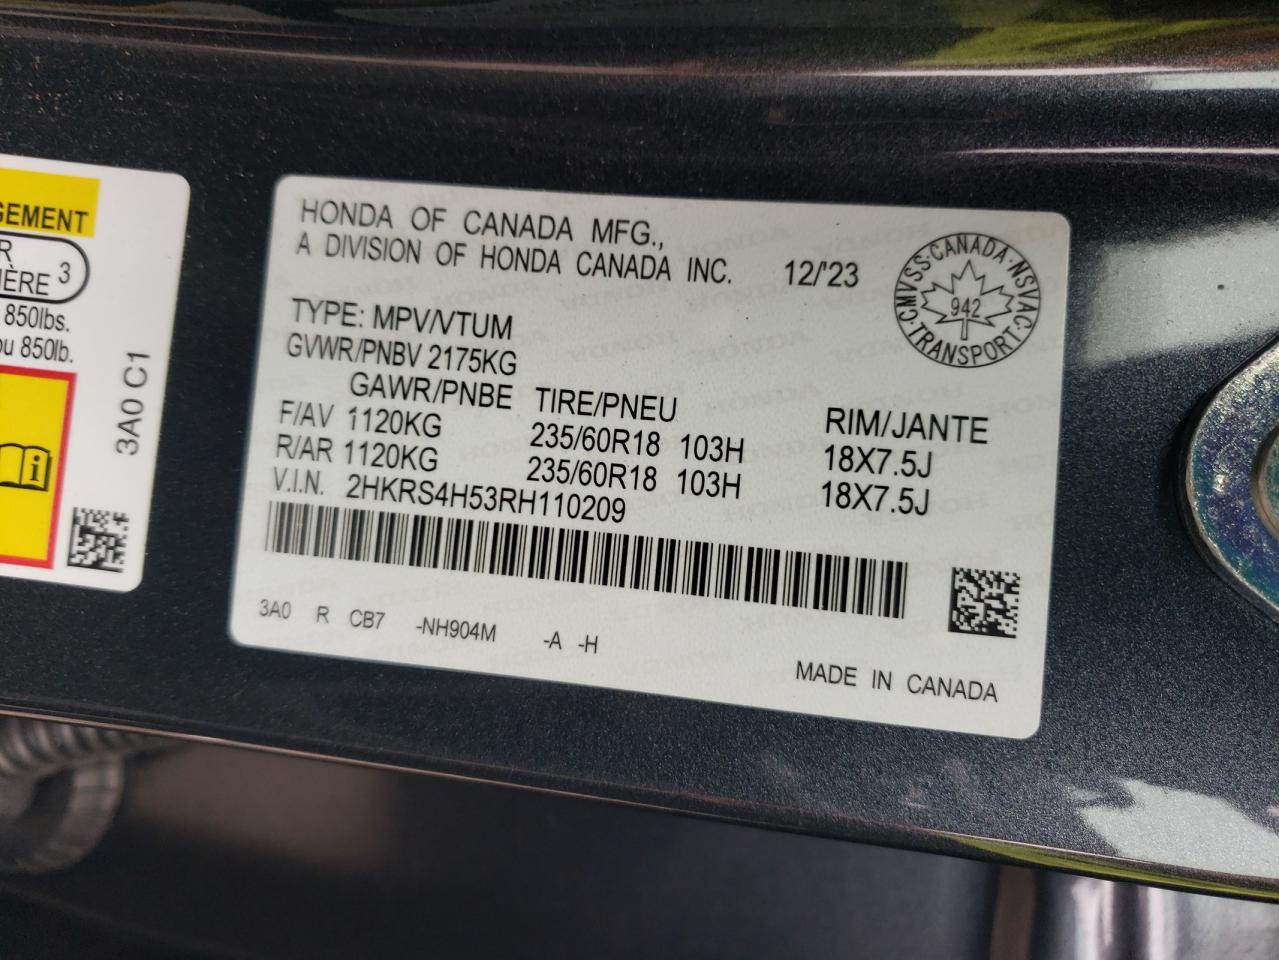 GEMENT
R
IÈRE 3
850lbs.
ou 850lb.
3A0 C1
HONDA OF CANADA MFG.,
A DIVISION OF HONDA CANADA INC. 12/'23
CMVSS·CANADA·NSVAC·TRANSPORT·
942
TYPE: MPV/VTUM
GVWR/PNBV 2175KG
GAWR/PNBE TIRE/PNEU RIM/JANTE
F/AV 1120KG 235/60R18 103H 18X7.5J
R/AR 1120KG 235/60R18 103H 18X7.5J
V.I.N. 2HKRS4H53RH110209
3A0 R CB7 -NH904M -A -H
MADE IN CANADA